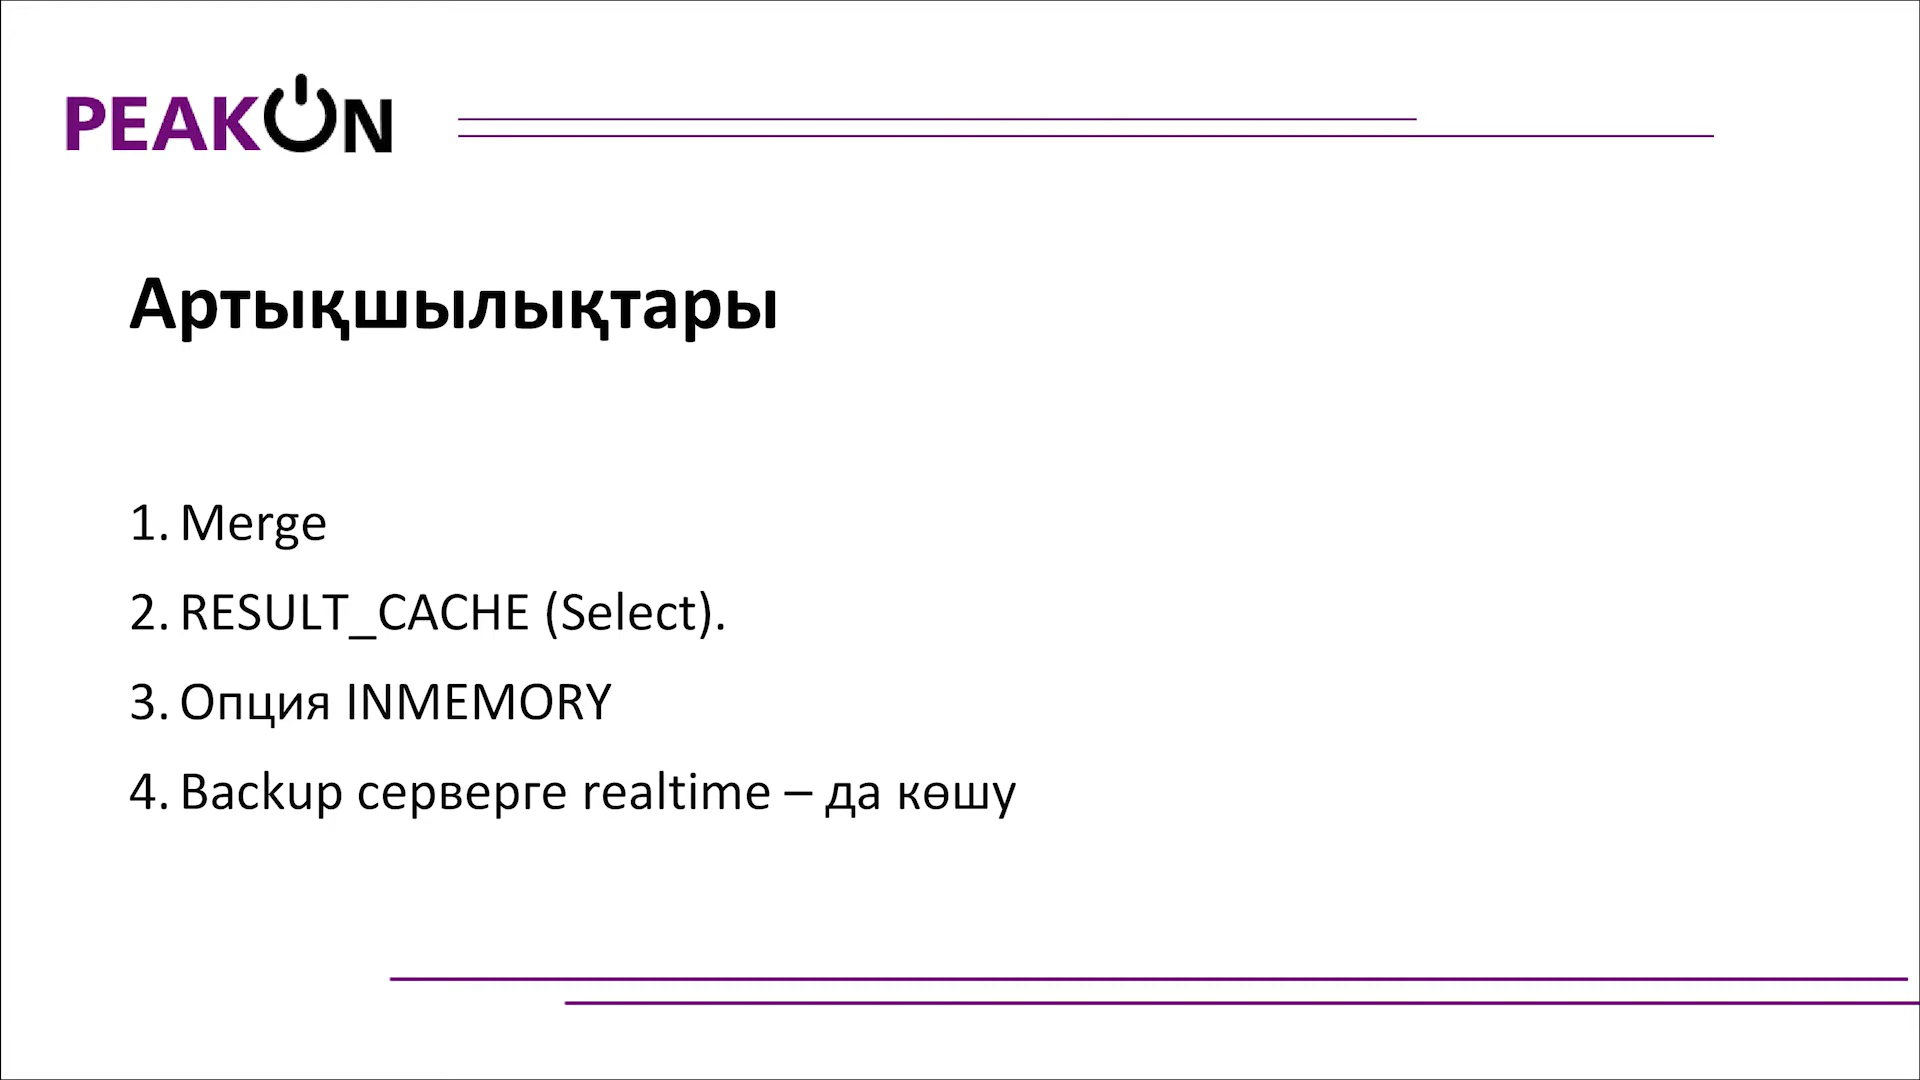 PEAKON
Артықшылықтары
1. Merge
2. RESULT_CACHE (Select).
3. Опция INMEMORY
4. Backup серверге realtime – да көшу